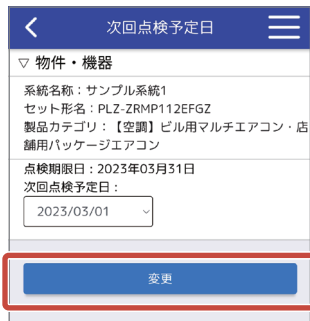 次回点検予定日
▽ 物件・機器
系統名称：サンプル系統1
セット形名：PLZ-ZRMP112EFGZ
製品カテゴリ：【空調】ビル用マルチエアコン・店
舗用パッケージエアコン
点検期限日：2023年03月31日
次回点検予定日：
2023/03/01
変更